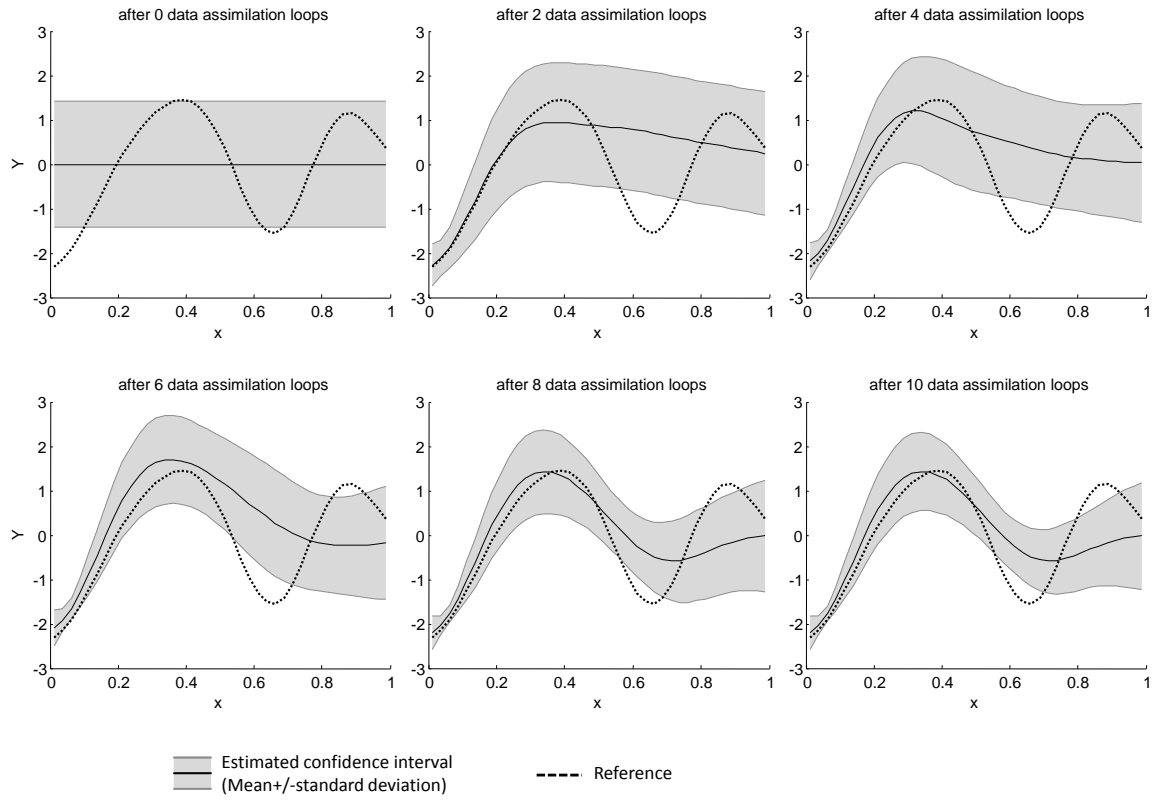 after 0 data assimilation loops
after 2 data assimilation loops
after 4 data assimilation loops
3
2
1
0
-1
-2
-3
Y
0 0.2 0.4 0.6 0.8 1
x
3
2
1
0
-1
-2
-3
0 0.2 0.4 0.6 0.8 1
x
3
2
1
0
-1
-2
-3
0 0.2 0.4 0.6 0.8 1
x
after 6 data assimilation loops
after 8 data assimilation loops
after 10 data assimilation loops
3
2
1
0
-1
-2
-3
Y
0 0.2 0.4 0.6 0.8 1
x
3
2
1
0
-1
-2
-3
0 0.2 0.4 0.6 0.8 1
x
3
2
1
0
-1
-2
-3
0 0.2 0.4 0.6 0.8 1
x
Estimated confidence interval
(Mean+/-standard deviation)
Reference